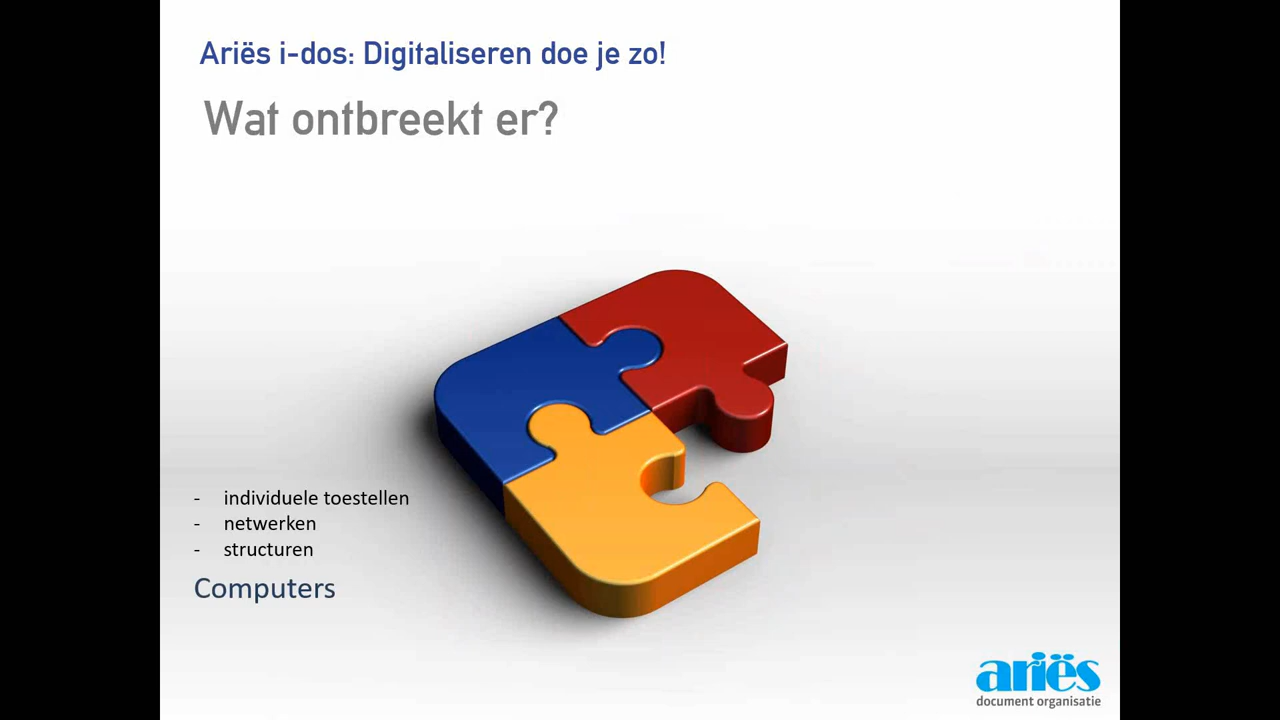 Ariës i-dos: Digitaliseren doe je zo!
Wat ontbreekt er?
- individuele toestellen
- netwerken
- structuren
Computers
ariës
document organisatie